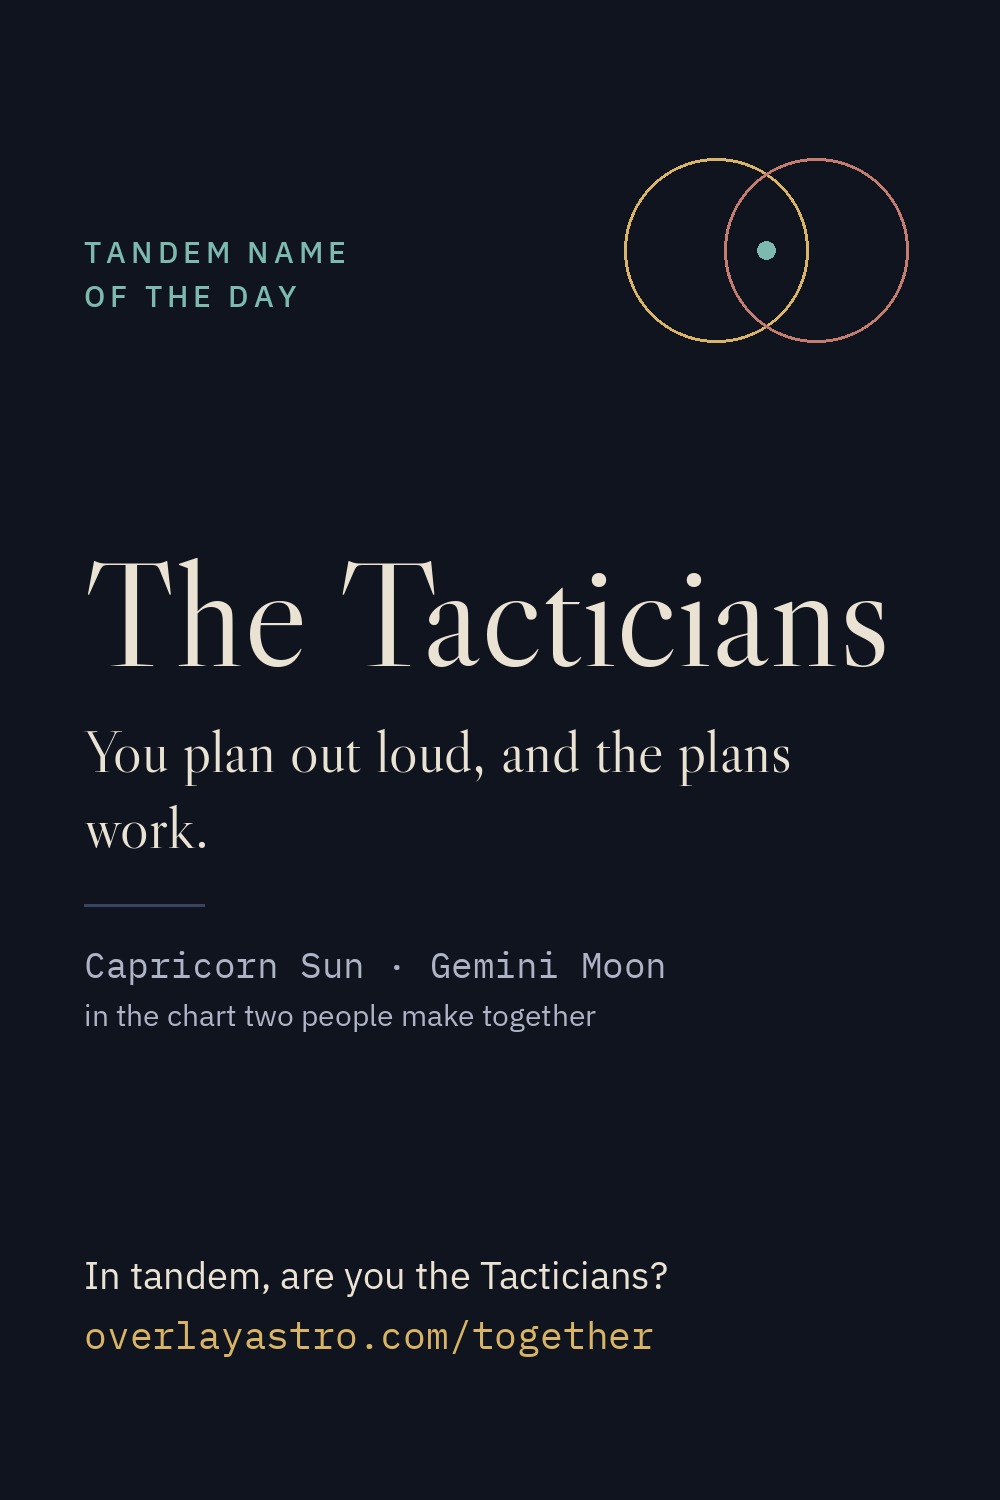 TANDEM NAME
OF THE DAY
The Tacticians
You plan out loud, and the plans
work.
Capricorn Sun · Gemini Moon
in the chart two people make together
In tandem, are you the Tacticians?
overlayastro.com/together